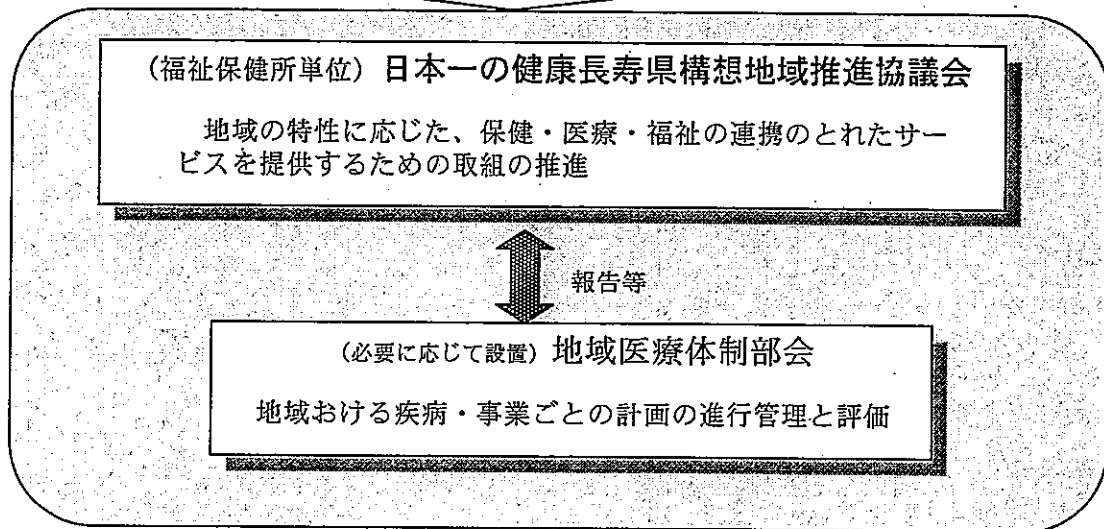 (福祉保健所単位) 日本一の健康長寿県構想地域推進協議会
地域の特性に応じた、保健・医療・福祉の連携のとれたサー
ビスを提供するための取組の推進
報告等
(必要に応じて設置) 地域医療体制部会
地域おける疾病・事業ごとの計画の進行管理と評価